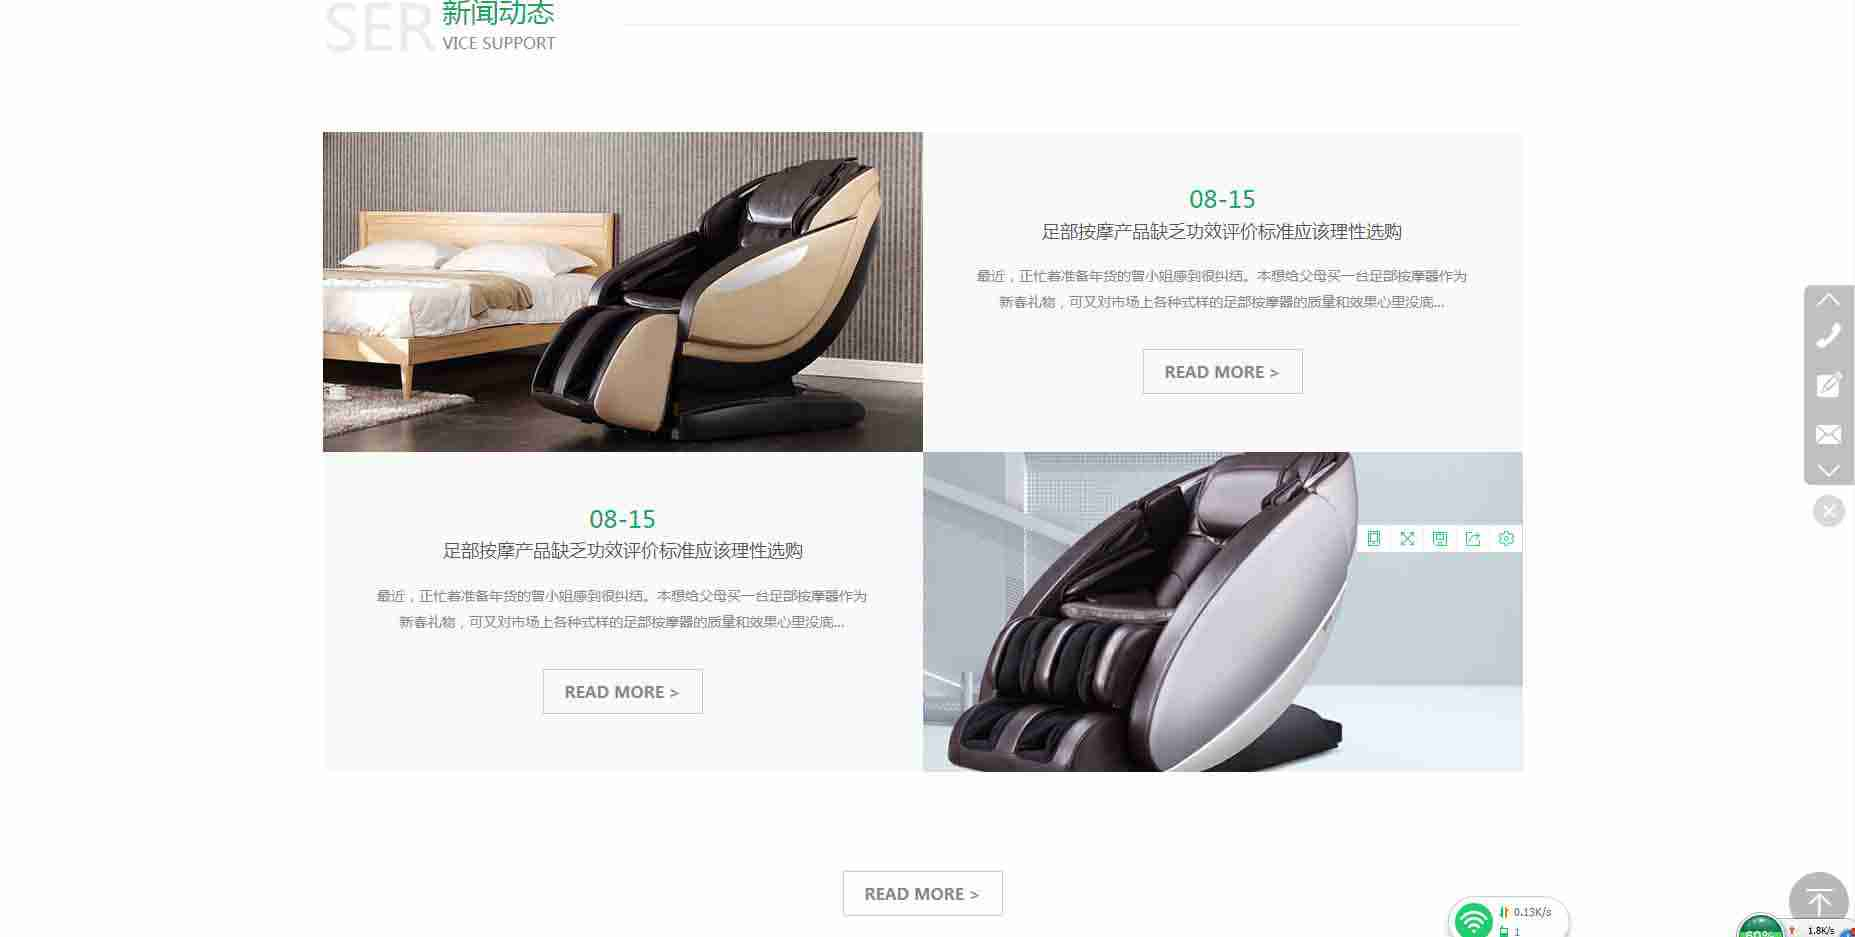 SER
新闻动态
VICE SUPPORT
08-15
足部按摩产品缺乏功效评价标准应该理性选购
最近，正忙着准备年货的曾小姐感到很纠结。本想给父母买一台足部按摩器作为
新春礼物，可又对市场上各种式样的足部按摩器的质量和效果心里没底...
READ MORE >
08-15
足部按摩产品缺乏功效评价标准应该理性选购
最近，正忙着准备年货的曾小姐感到很纠结。本想给父母买一台足部按摩器作为
新春礼物，可又对市场上各种式样的足部按摩器的质量和效果心里没底...
READ MORE >
READ MORE >
0.13K/s
1
1.8K/s